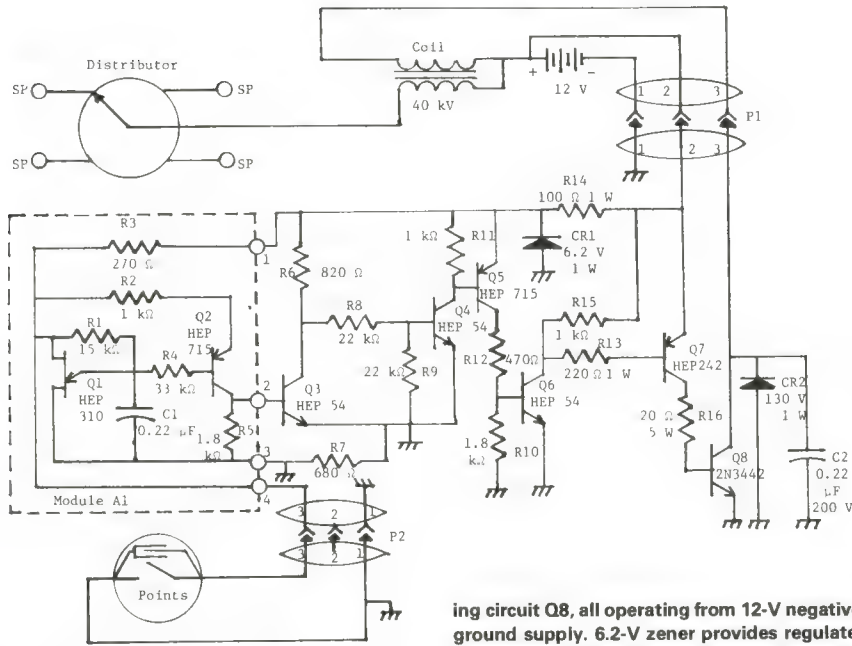 Coil
Distributor
+
-
12 V
1 2 3
P1
SP
SP
40 kV
1 2 3
SP
SP
R14
100 Ω 1 W
R3
270 Ω
1
R2
1 kΩ
R6
820 Ω
1 kΩ
R11
CR1
6.2 V
1 W
Q5
HEP 715
R15
1 kΩ
Q2
HEP
715
R8
22 kΩ
Q4
HEP 54
R1
15 kΩ
R4
33 kΩ
R12
470Ω
R13
220Ω1 W
Q7
HEP242
Q1
HEP
310
2
Q3
HEP 54
22 kΩ
R9
Q6
HEP 54
CR2
130 V
1 W
C1
0.22 μF
1.8
kΩ
R5
20 Ω
5 W
R16
1.8
kΩ
R10
Q8
2N3442
C2
0.22
μF
200 V
3
R7
680 Ω
4
Module A1
3 2 1
P2
3 2 1
Points
ing circuit Q8, all operating from 12-V negative
ground supply. 6.2-V zener provides regulate